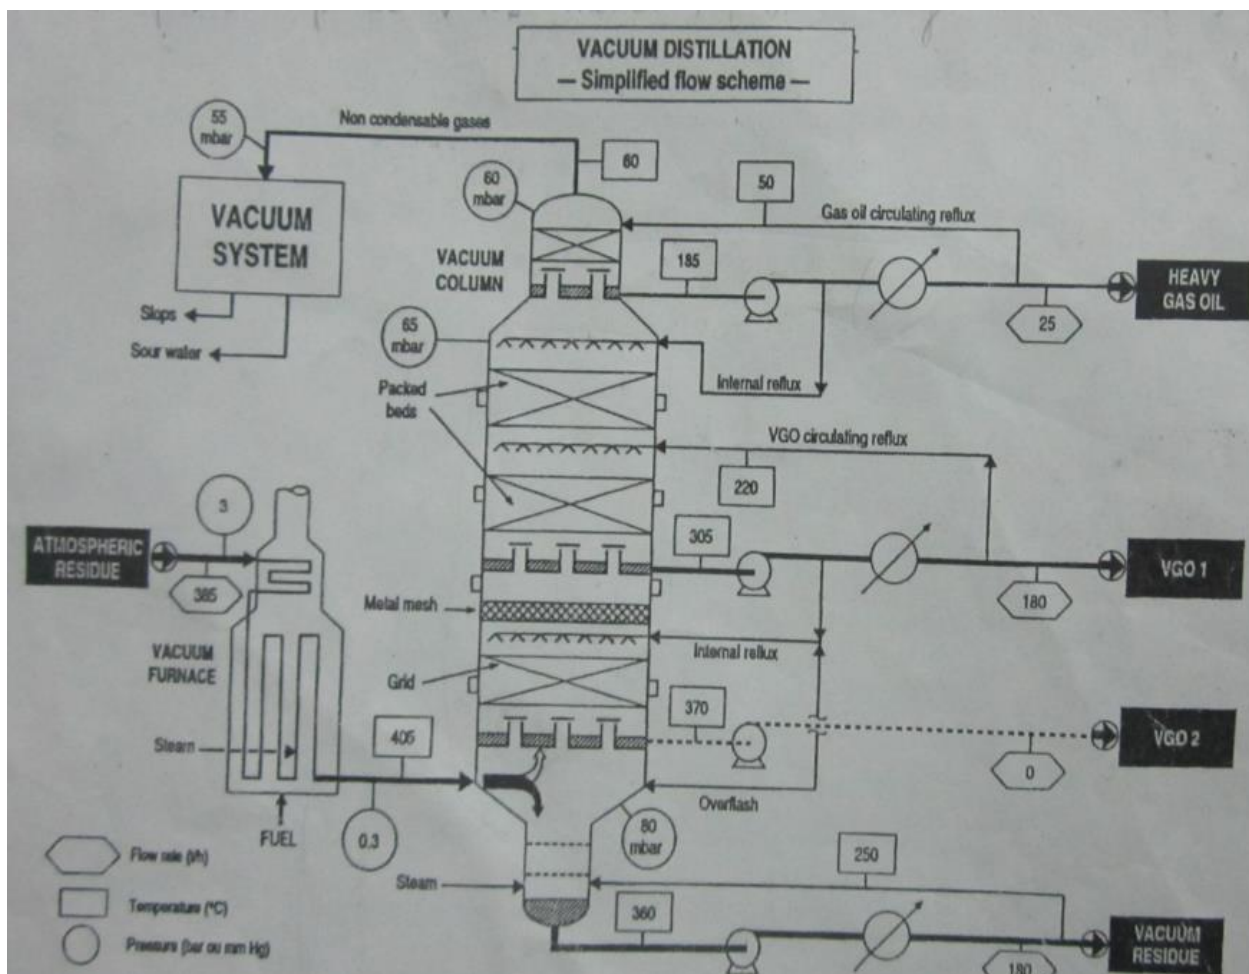 VACUUM DISTILLATION
— Simplified flow scheme —
55
mbar
Non condensable gases
60
60
mbar
50
Gas oil circulating reflux
VACUUM
SYSTEM
VACUUM
COLUMN
185
HEAVY
GAS OIL
25
Slops
Sour water
65
mbar
Internal reflux
Packed
beds
VGO circulating reflux
220
3
ATMOSPHERIC
RESIDUE
385
305
VGO 1
180
Metal mesh
VACUUM
FURNACE
Internal reflux
Grid
370
405
Steam
VGO 2
0
Overflash
FUEL
0.3
80
mbar
250
Flow rate (t/h)
Steam
Temperature (°C)
360
Pressure (bar ou mm Hg)
VACUUM
RESIDUE
180